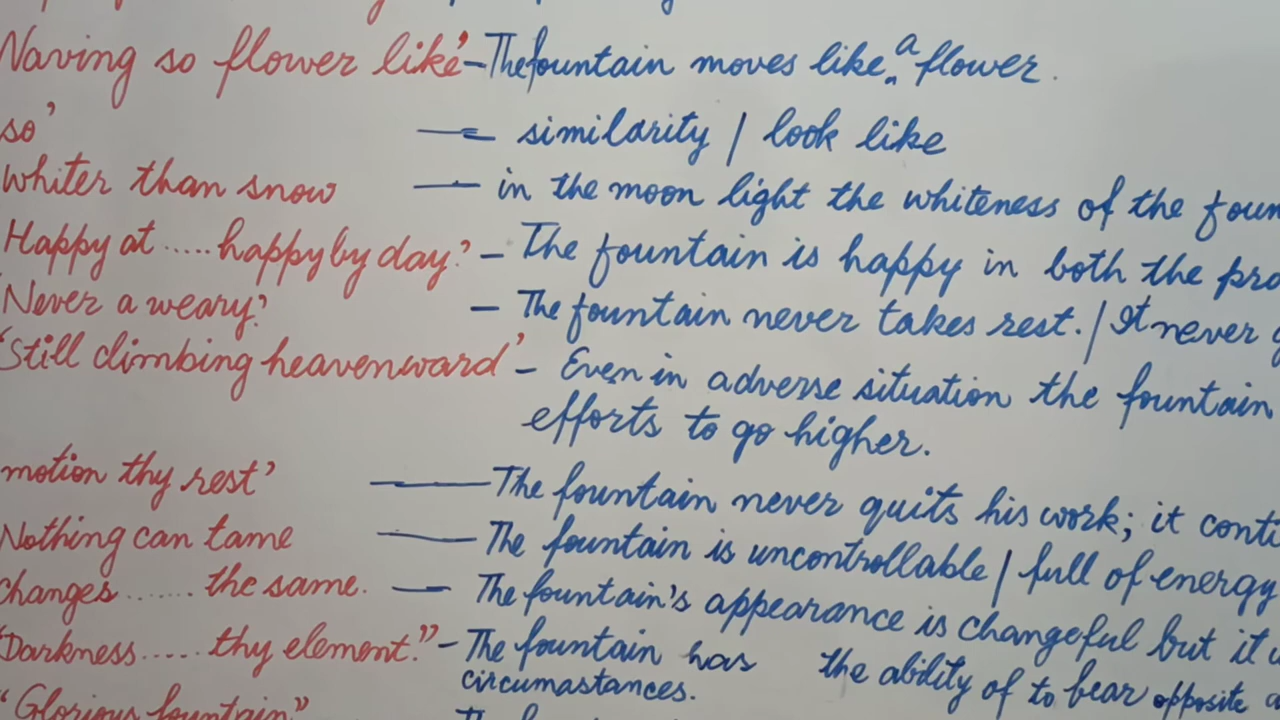 Naving so flower like' - The fountain moves like a flower.
so' — similarity / look like
whiter than snow — in the moon light the whiteness of the foun
Happy at ..... happy by day.' - The fountain is happy in both the pro
'Never a weary.' - The fountain never takes rest. / It never
'Still climbing heavenward' - Even in adverse situation the fountain
efforts to go higher.
motion thy rest' — The fountain never quits his work; it conti
Nothing can tame — The fountain is uncontrollable / full of energy
changes ...... the same. — The fountain's appearance is changeful but it
"Darkness ..... thy element." - The fountain has the ability of to bear opposite
circumastances.
"Glorious fountain"